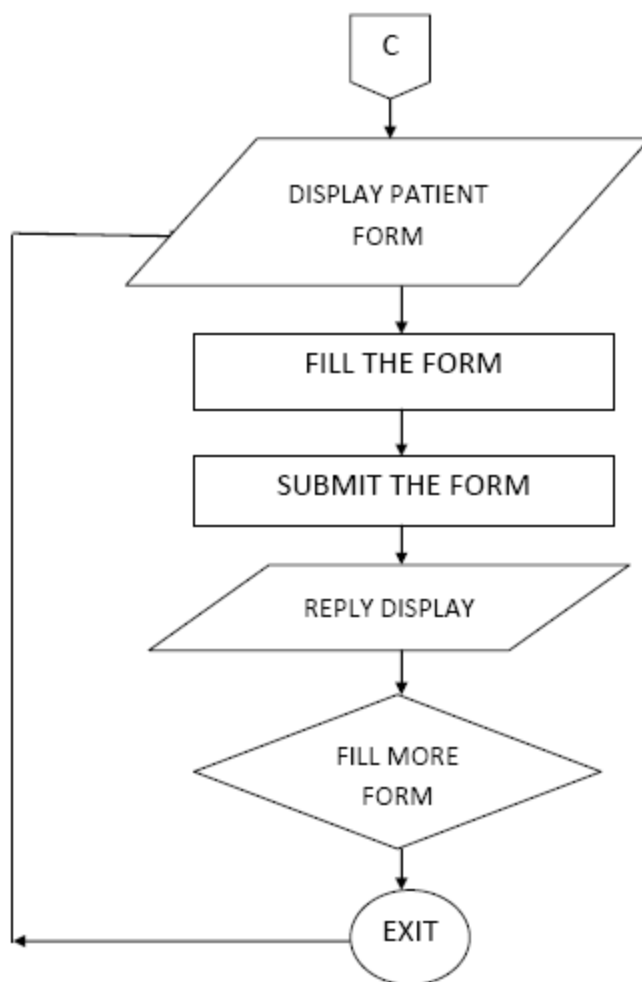 C
DISPLAY PATIENT
FORM
FILL THE FORM
SUBMIT THE FORM
REPLY DISPLAY
FILL MORE
FORM
EXIT